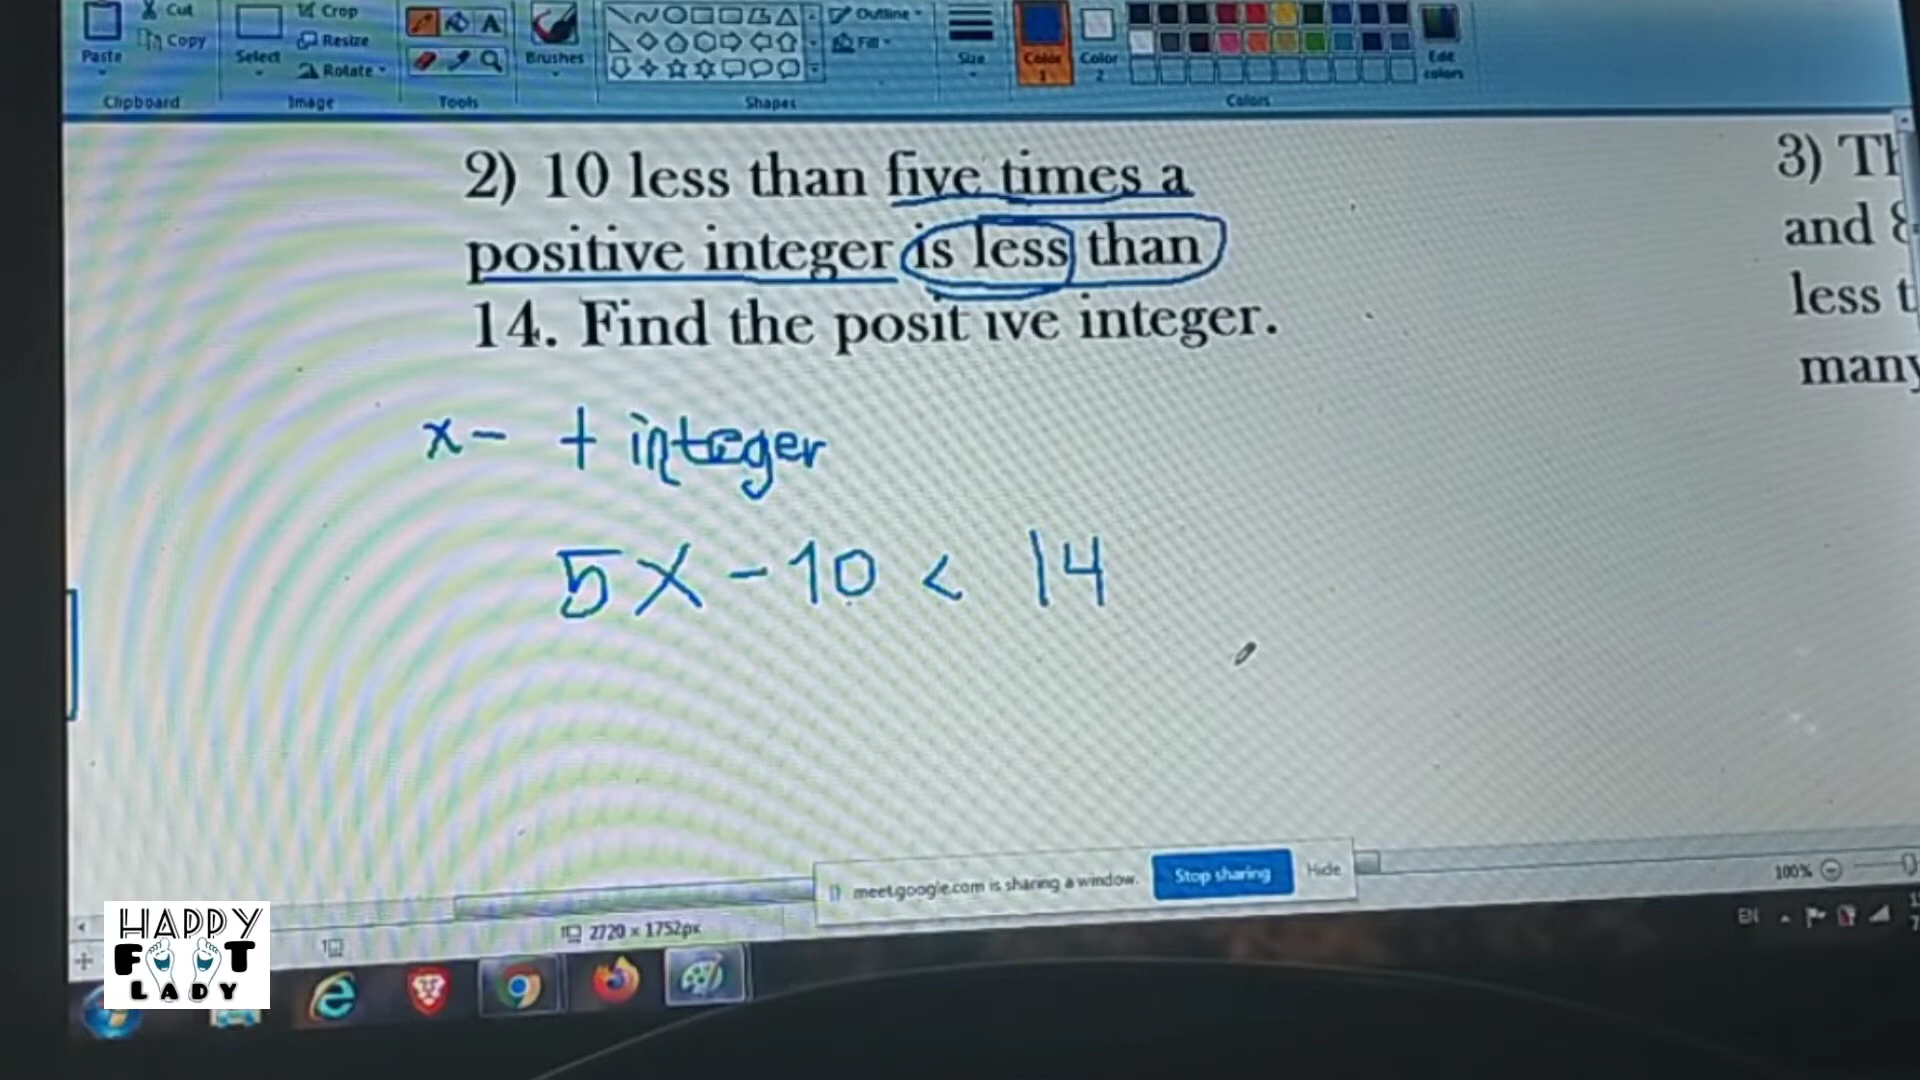 Cut
Crop
Copy
Resize
Paste
Select
Rotate
A
Brushes
Outline
Fill
Size
Color 1
Color 2
Edit colors
Clipboard
Image
Tools
Shapes
Colors
2) 10 less than five times a
positive integer is less than
14. Find the posit ive integer.
x - + integer
5x - 10 < 14
3) Th
and 8
less t
many
meet.google.com is sharing a window.
Stop sharing
Hide
100%
2720 × 1752px
EN
HAPPY
FOOT
LADY